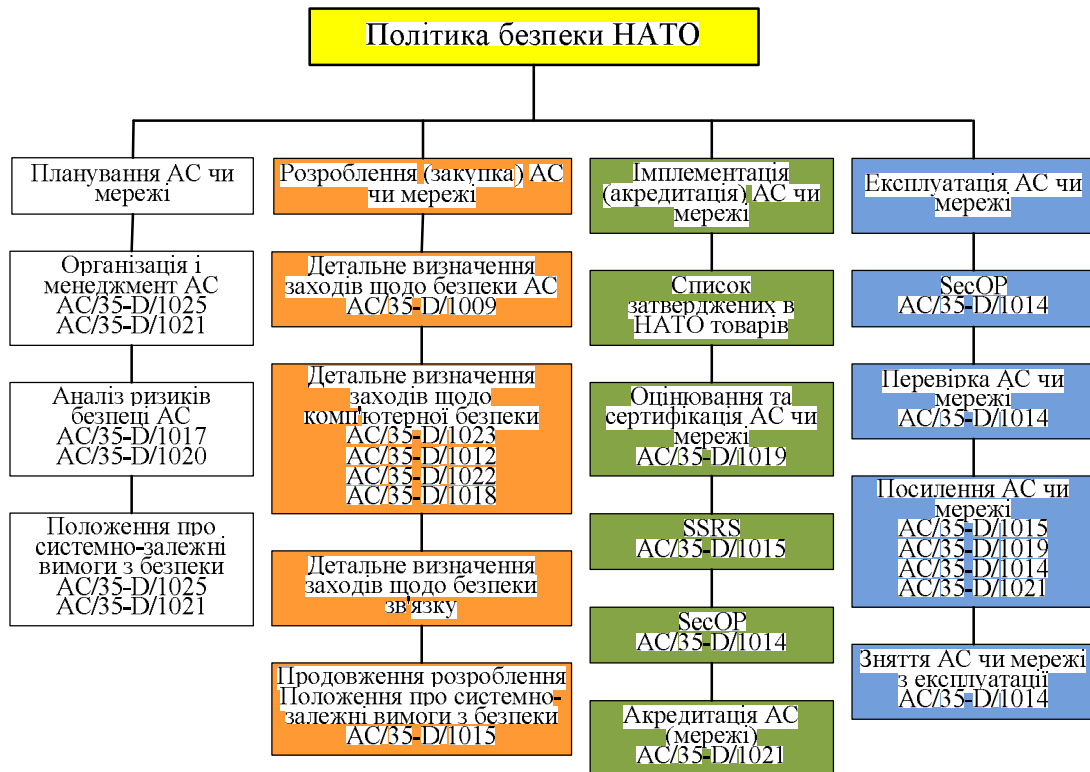 Політика безпеки НАТО
Планування АС чи
мережі
Організація і
менеджмент АС
AC/35-D/1025
AC/35-D/1021
Аналіз ризиків
безпеці АС
AC/35-D/1017
AC/35-D/1020
Положення про
системно-залежні
вимоги з безпеки
AC/35-D/1025
AC/35-D/1021
Розроблення (закупка) АС
чи мережі
Детальне визначення
заходів щодо безпеки АС
AC/35-D/1009
Детальне визначення
заходів щодо
комп'ютерної безпеки
AC/35-D/1023
AC/35-D/1012
AC/35-D/1022
AC/35-D/1018
Детальне визначення
заходів щодо безпеки
зв'язку
Продовження розроблення
Положення про системно-
залежні вимоги з безпеки
AC/35-D/1015
Імплементація
(акредитація) АС чи
мережі
Список
затверджених в
НАТО товарів
Оцінювання та
сертифікація АС чи
мережі
AC/35-D/1019
SSRS
AC/35-D/1015
SecOP
AC/35-D/1014
Акредитація АС
(мережі)
AC/35-D/1021
Експлуатація АС чи
мережі
SecOP
AC/35-D/1014
Перевірка АС чи
мережі
AC/35-D/1014
Посилення АС чи
мережі
AC/35-D/1015
AC/35-D/1019
AC/35-D/1014
AC/35-D/1021
Зняття АС чи мережі
з експлуатації
AC/35-D/1014